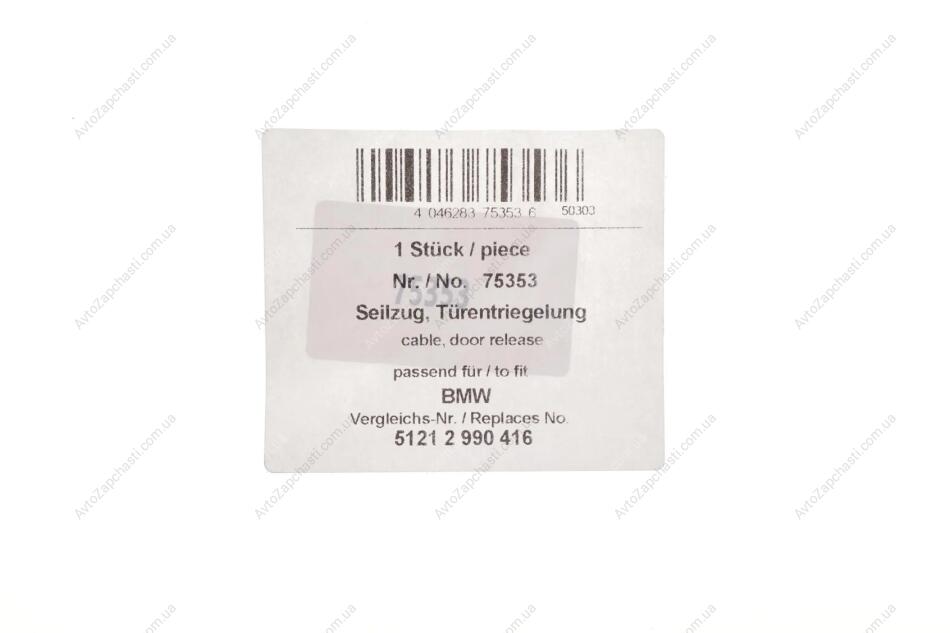 4 046283 75353 6 50303
1 Stück / piece
Nr. / No. 75353
75353
Seilzug, Türentriegelung
cable, door release
passend für / to fit
BMW
Vergleichs-Nr. / Replaces No.
5121 2 990 416
AvtoZapchasti.com.ua